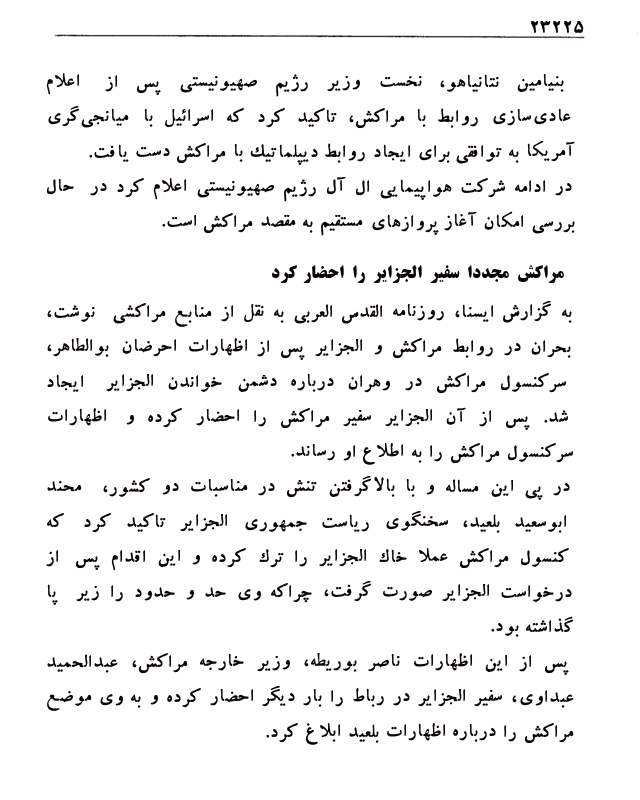 ۲۳۲۲۵
بنیامین نتانیاهو، نخست وزیر رژیم صهیونیستی پس از اعلام
عادی‌سازی روابط با مراکش، تاکید کرد که اسرائیل با میانجی‌گری
آمریکا به توافقی برای ایجاد روابط دیپلماتیک با مراکش دست یافت.
در ادامه شرکت هواپیمایی ال آل رژیم صهیونیستی اعلام کرد در حال
بررسی امکان آغاز پروازهای مستقیم به مقصد مراکش است.
مراکش مجددا سفیر الجزایر را احضار کرد
به گزارش ایسنا، روزنامه القدس العربی به نقل از منابع مراکشی نوشت،
بحران در روابط مراکش و الجزایر پس از اظهارات احرضان بوالطاهر،
سرکنسول مراکش در وهران درباره دشمن خواندن الجزایر ایجاد
شد. پس از آن الجزایر سفیر مراکش را احضار کرده و اظهارات
سرکنسول مراکش را به اطلاع او رساند.
در پی این مساله و با بالاگرفتن تنش در مناسبات دو کشور، محند
ابوسعید بلعید، سخنگوی ریاست جمهوری الجزایر تاکید کرد که
کنسول مراکش عملا خاک الجزایر را ترک کرده و این اقدام پس از
درخواست الجزایر صورت گرفت، چراکه وی حد و حدود را زیر پا
گذاشته بود.
پس از این اظهارات ناصر بوریطه، وزیر خارجه مراکش، عبدالحمید
عبداوی، سفیر الجزایر در رباط را بار دیگر احضار کرده و به وی موضع
مراکش را درباره اظهارات بلعید ابلاغ کرد.